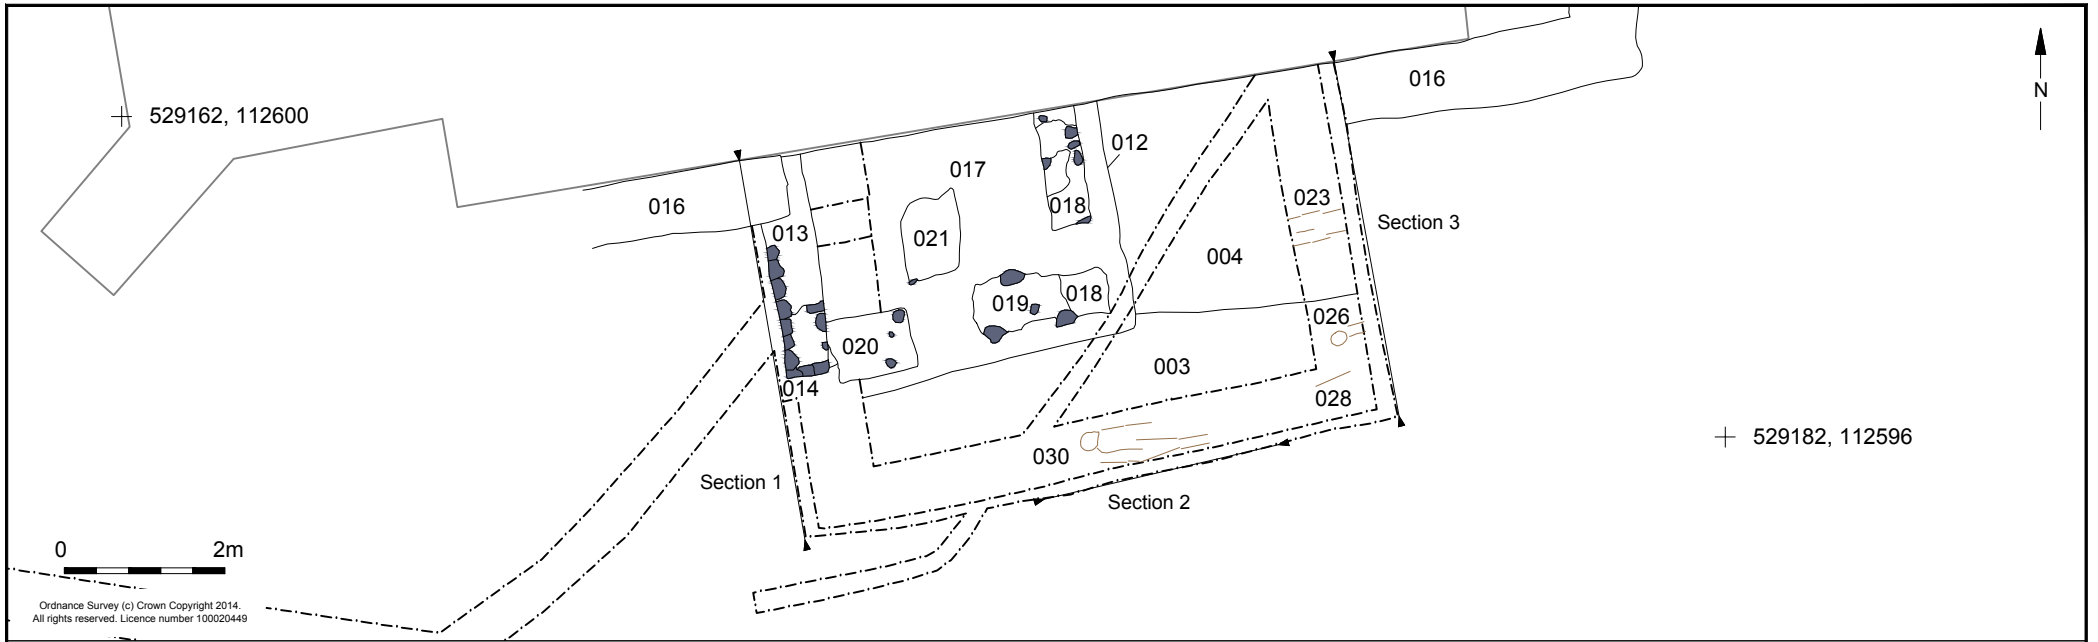 016
N
529162, 112600
012
017
023
016
018
Section 3
013
021
004
019
018
026
020
003
014
028
529182, 112596
030
Section 1
Section 2
0 2m
Ordnance Survey (c) Crown Copyright 2014.
All rights reserved. Licence number 100020449